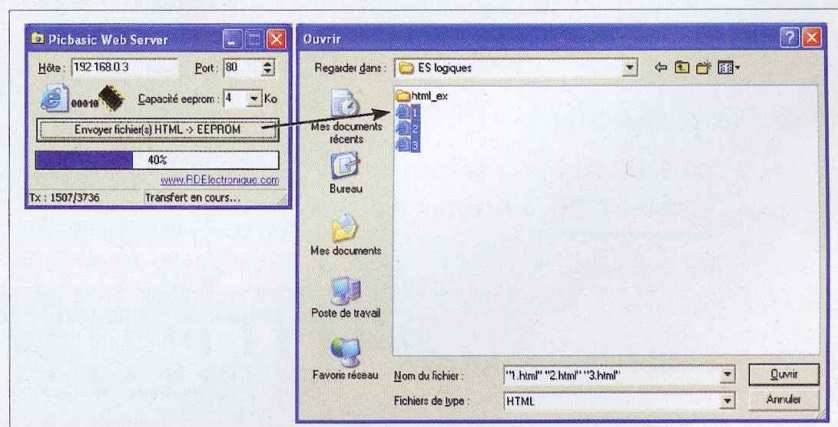 Picbasic Web Server
Hôte : 192.168.0.3 Port : 80
00010 Capacité eeprom : 4 Ko
Envoyer fichier(s) HTML -> EEPROM
40%
www.RDElectronique.com
Tx : 1507/3736 Transfert en cours...
Ouvrir
Regarder dans : ES logiques
html_ex
1
2
3
Mes documents
récents
Bureau
Mes documents
Poste de travail
Favoris réseau
Nom du fichier : "1.html" "2.html" "3.html" Ouvrir
Fichiers de type : HTML Annuler